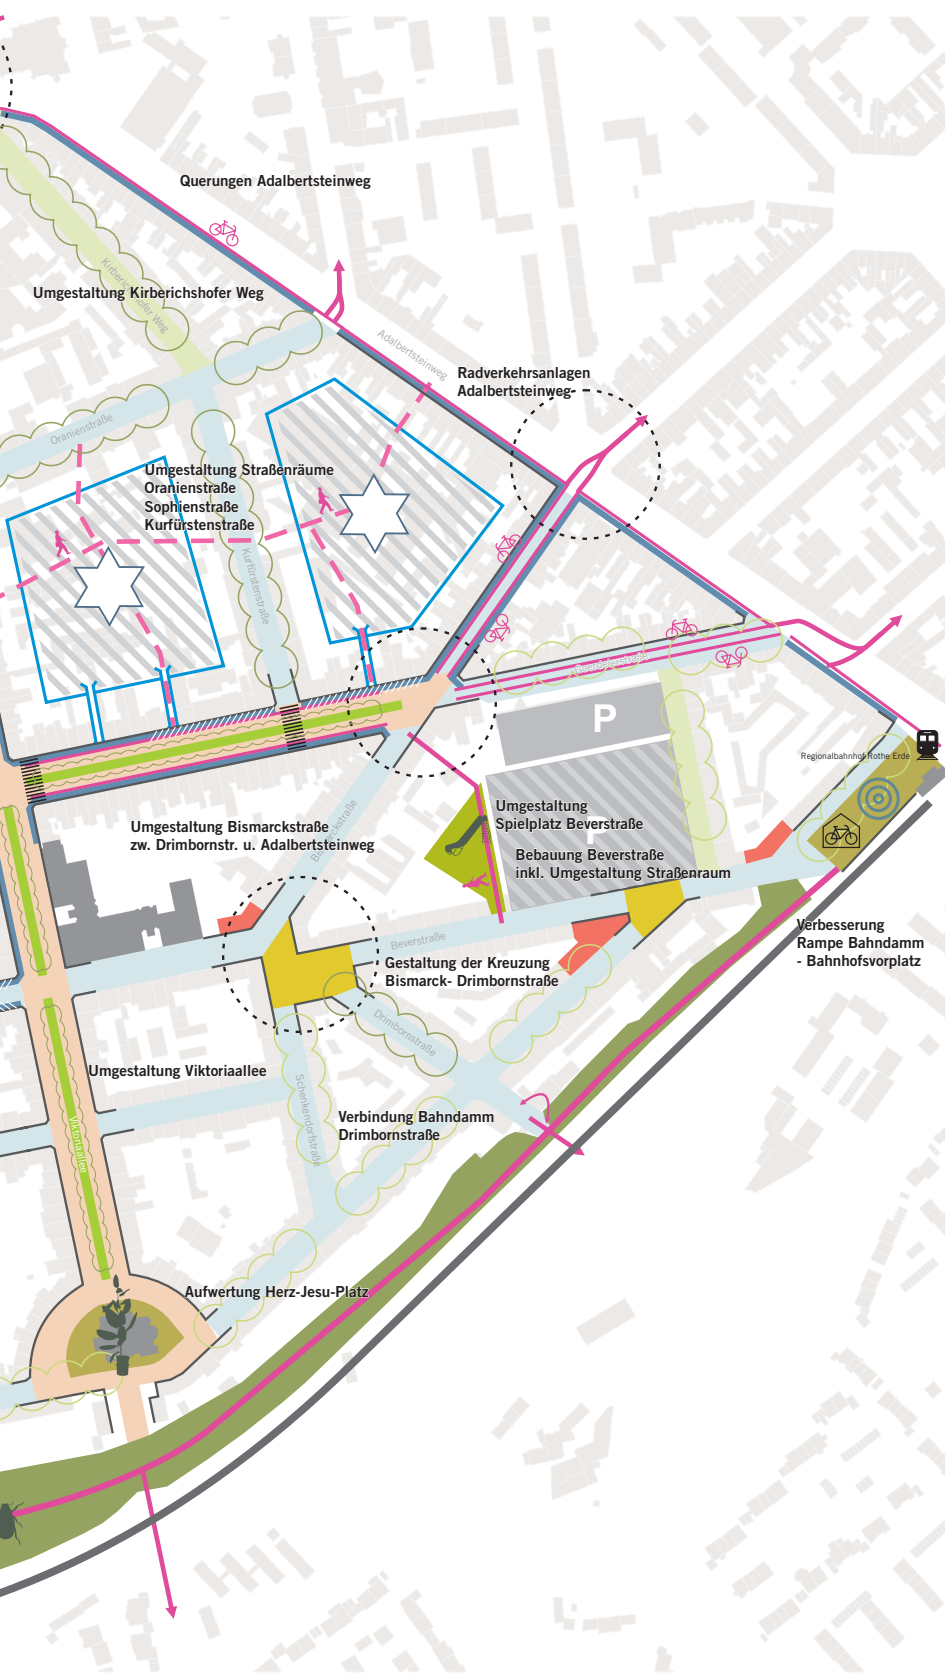 Querungen Adalbertsteinweg
Kirberichshofer Weg
Umgestaltung Kirberichshofer Weg
Adalbertsteinweg
Radverkehrsanlagen
Adalbertsteinweg
Oranienstraße
Umgestaltung Straßenräume
Oranienstraße
Sophienstraße
Kurfürstenstraße
Kurfürstenstraße
P
Regionalbahnhof Rothe Erde
Umgestaltung
Spielplatz Beverstraße
Bismarckstraße
Umgestaltung Bismarckstraße
zw. Drimbornstr. u. Adalbertsteinweg
Bebauung Beverstraße
inkl. Umgestaltung Straßenraum
Verbesserung
Rampe Bahndamm
- Bahnhofsvorplatz
Beverstraße
Gestaltung der Kreuzung
Bismarck- Drimbornstraße
Drimbornstraße
Umgestaltung Viktoriaallee
Schenkendorfstraße
Verbindung Bahndamm
Drimbornstraße
Viktoriaallee
Aufwertung Herz-Jesu-Platz